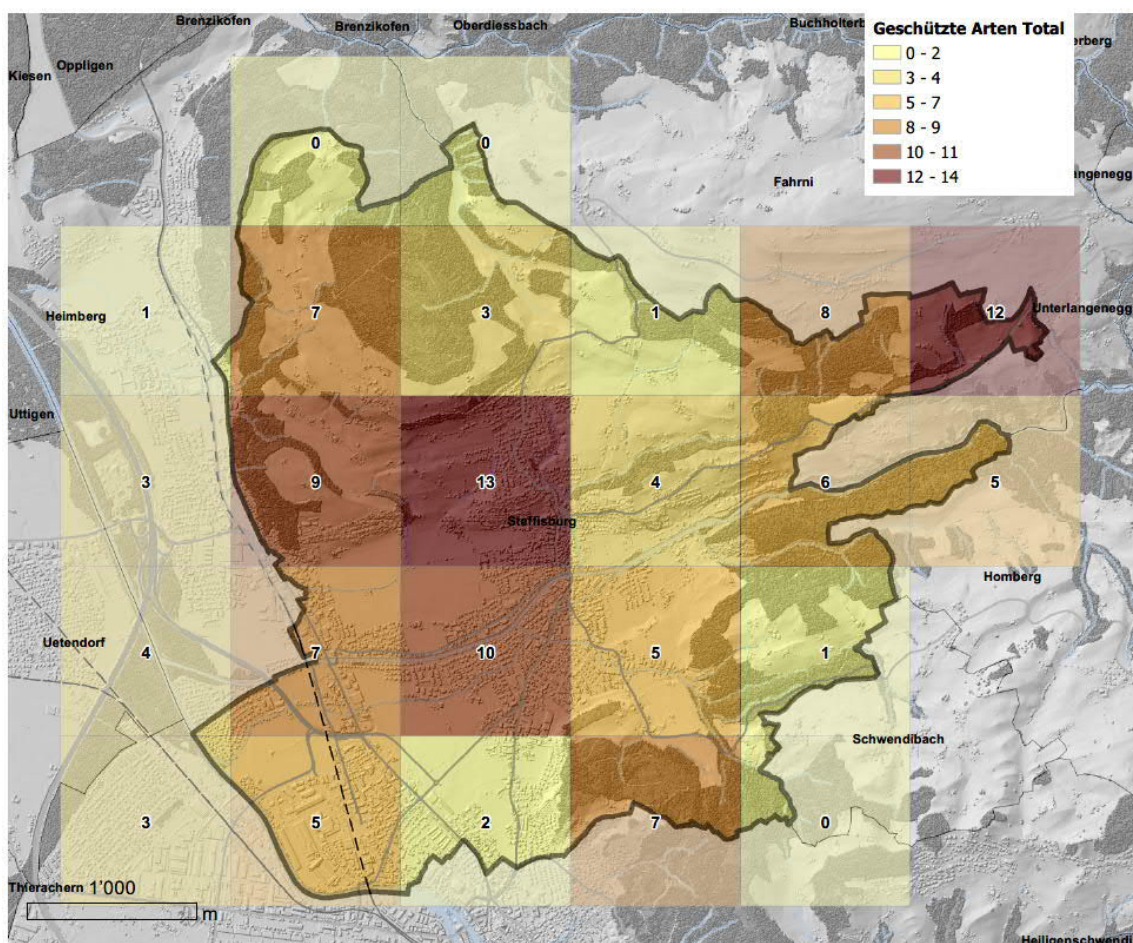 Brenzikofen
Brenzikofen
Oberdiessbach
Geschützte Arten Total
0 - 2
3 - 4
5 - 7
8 - 9
10 - 11
12 - 14
Oppligen
Kiesen
Fahrni
0
0
Heimberg
1
7
3
1
8
12
Unterlangenegg
Uttigen
3
9
13
4
6
5
Steffisburg
Homberg
Uetendorf
4
7
10
5
1
Schwendibach
3
5
2
7
0
Thierachern
1'000
m